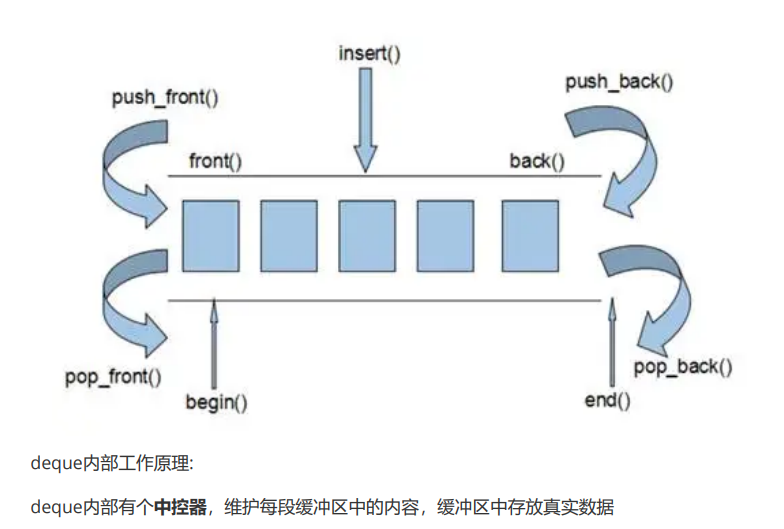 insert()
push_front()
push_back()
front()
back()
pop_front()
begin()
end()
pop_back()
deque内部工作原理:
deque内部有个中控器，维护每段缓冲区中的内容，缓冲区中存放真实数据